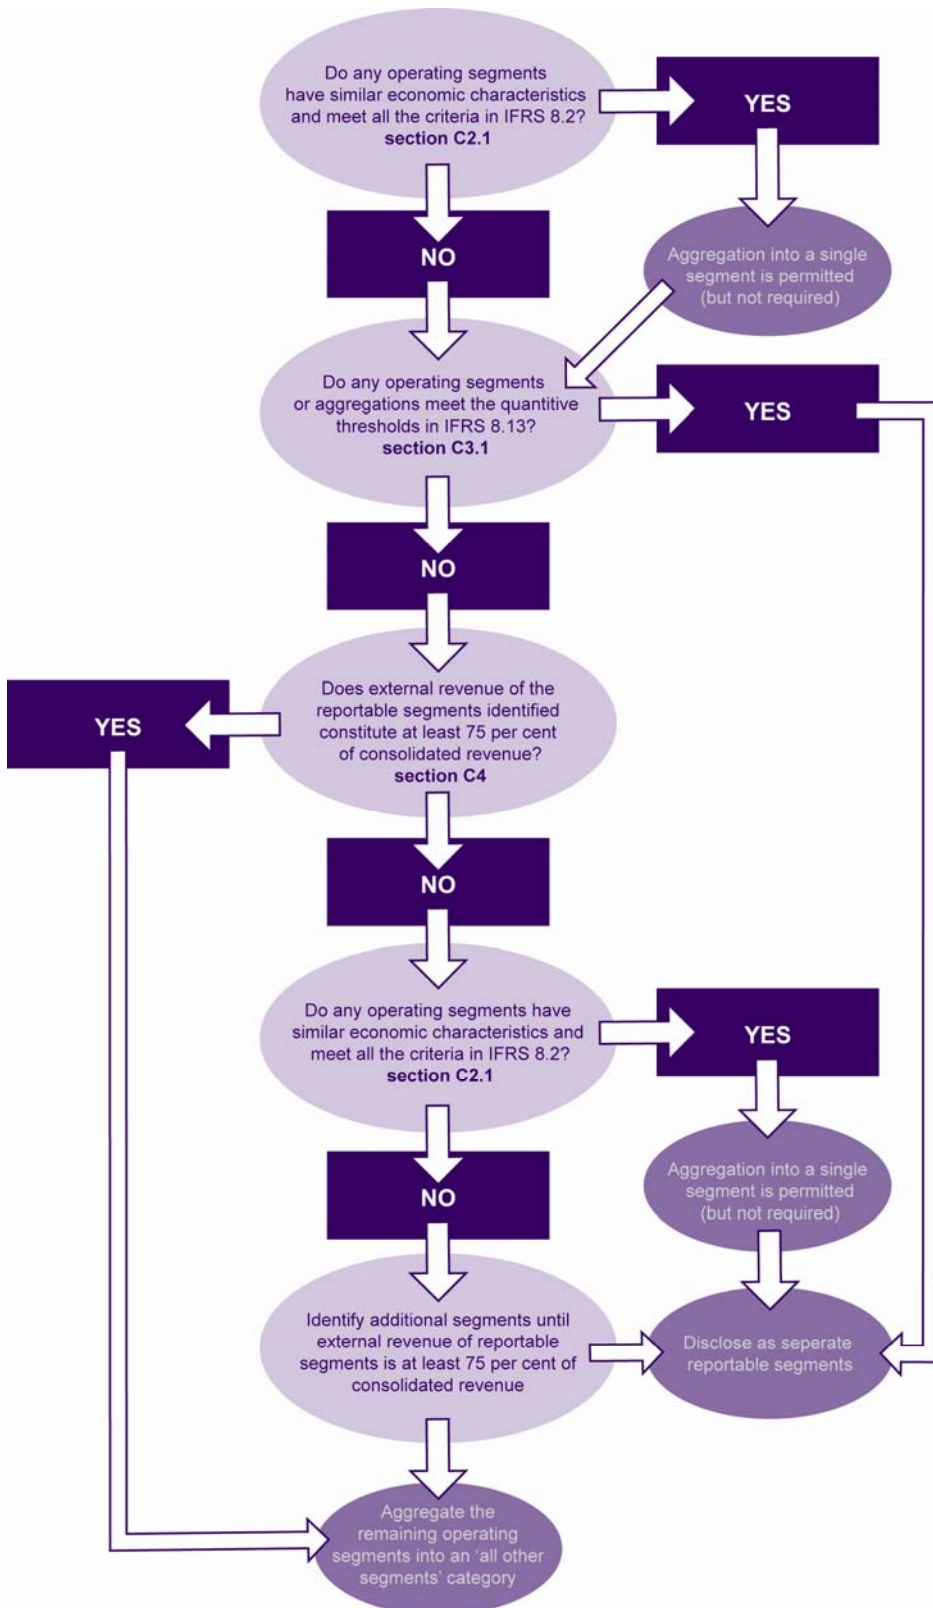 Do any operating segments
have similar economic characteristics
and meet all the criteria in IFRS 8.2?
section C2.1
YES
Aggregation into a single
segment is permitted
(but not required)
NO
Do any operating segments
or aggregations meet the quantitive
thresholds in IFRS 8.13?
section C3.1
YES
NO
Does external revenue of the
reportable segments identified
constitute at least 75 per cent
of consolidated revenue?
section C4
YES
NO
Do any operating segments have
similar economic characteristics and
meet all the criteria in IFRS 8.2?
section C2.1
YES
Aggregation into a single
segment is permitted
(but not required)
NO
Identify additional segments until
external revenue of reportable
segments is at least 75 per cent of
consolidated revenue
Disclose as seperate
reportable segments
Aggregate the
remaining operating
segments into an ‘all other
segments’ category